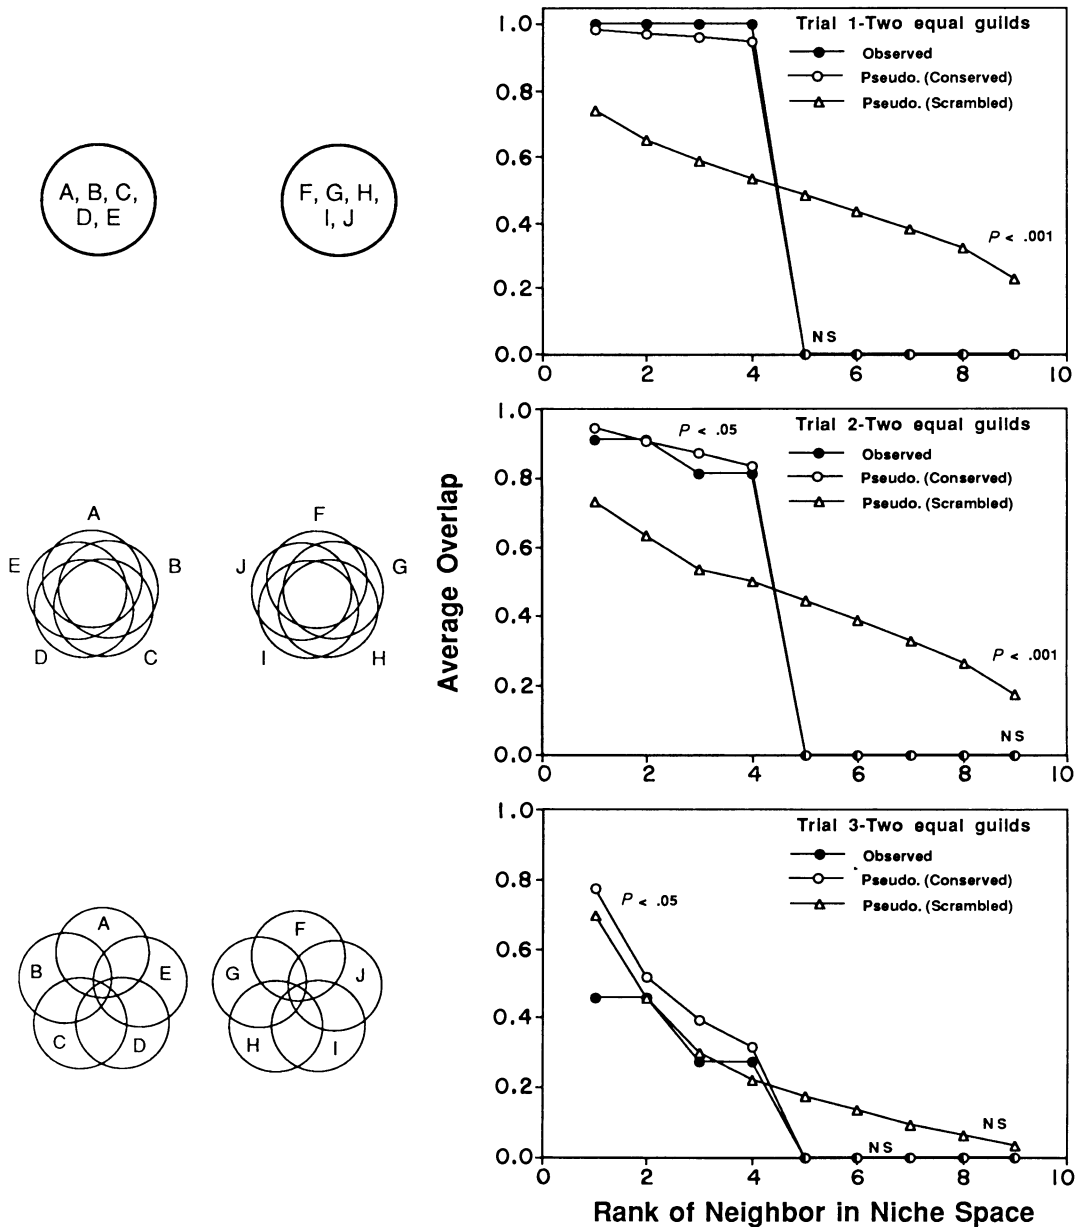 A, B, C,
D, E
F, G, H,
I, J
Trial 1-Two equal guilds
Observed
Pseudo. (Conserved)
Pseudo. (Scrambled)
P < .001
NS
1.0
0.8
0.6
0.4
0.2
0.0
0 2 4 6 8 10
A
E B
D C
F
J G
I H
Average Overlap
Trial 2-Two equal guilds
Observed
Pseudo. (Conserved)
Pseudo. (Scrambled)
P < .05
P < .001
NS
1.0
0.8
0.6
0.4
0.2
0.0
0 2 4 6 8 10
A
B E
C D
F
G J
H I
Trial 3-Two equal guilds
Observed
Pseudo. (Conserved)
Pseudo. (Scrambled)
P < .05
NS
NS
1.0
0.8
0.6
0.4
0.2
0.0
0 2 4 6 8 10
Rank of Neighbor in Niche Space